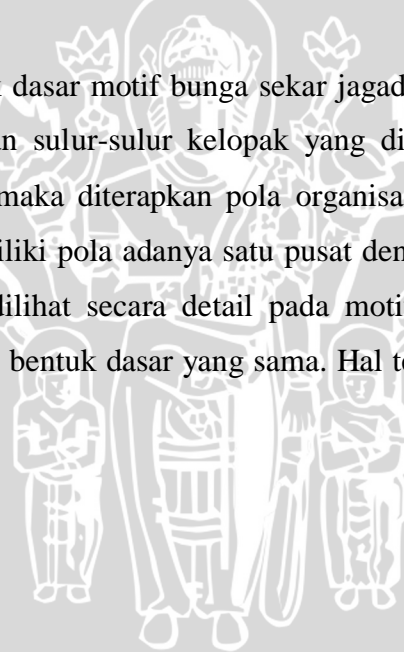 dasar motif bunga sekar jagad
sulur-sulur kelopak yang di
maka diterapkan pola organisa
pola adanya satu pusat den
dilihat secara detail pada moti
bentuk dasar yang sama. Hal te